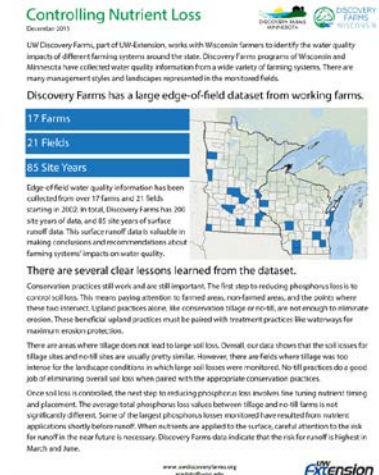 Controlling Nutrient Loss
December 2015
DISCOVERY FARMS
MINNESOTA
DISCOVERY
FARMS
WISCONSIN
UW Discovery Farms, part of UW-Extension, works with Wisconsin farmers to identify the water quality
impacts of different farming systems around the state. Discovery Farms programs of Wisconsin and
Minnesota have collected water quality information from a wide variety of farming systems. There are
many management styles and landscapes represented in the monitored fields.
Discovery Farms has a large edge-of-field dataset from working farms.
17 Farms
21 Fields
85 Site Years
Edge-of-field water quality information has been
collected from over 17 farms and 21 fields
starting in 2002. In total, Discovery Farms has 200
site years of data, and 85 site years of surface
runoff data. This surface runoff data is valuable in
making conclusions and recommendations about
farming systems' impacts on water quality.
There are several clear lessons learned from the dataset.
Conservation practices still work and are still important. The first step to reducing phosphorus loss is to
control soil loss. This means paying attention to farmed areas, non-farmed areas, and the points where
these two intersect. Upland practices alone, like conservation tillage or no-till, are not enough to eliminate
erosion. These beneficial upland practices must be paired with treatment practices like waterways for
maximum erosion protection.
There are areas where tillage does not lead to large soil loss. Overall, our data shows that the soil losses for
tillage sites and no-till sites are usually pretty similar. However, there are fields where tillage was too
intense for the landscape conditions in which large soil losses were monitored. No-till practices do a good
job of eliminating overall soil loss when paired with the appropriate conservation practices.
Once soil loss is controlled, the next step to reducing phosphorus loss involves fine tuning nutrient timing
and placement. The average total phosphorus loss values between tillage and no-till farms is not
significantly different. Some of the largest phosphorus losses monitored have resulted from nutrient
applications shortly before runoff. When nutrients are applied to the surface, careful attention to the risk
for runoff in the near future is necessary. Discovery Farms data indicate that the risk for runoff is highest in
March and June.
www.uwdiscoveryfarms.org
UW
Extension